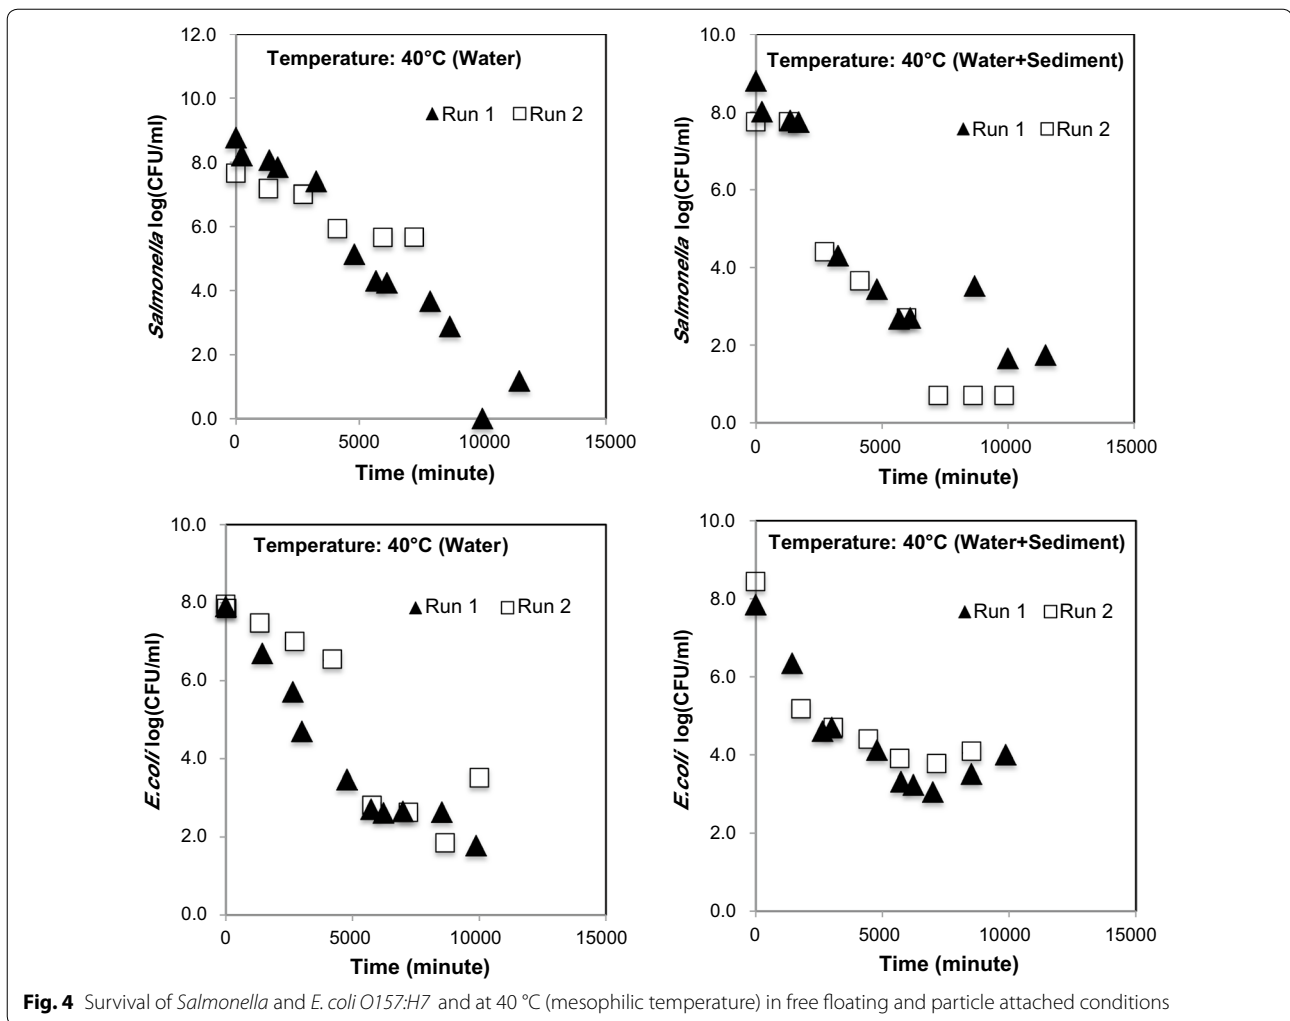 12.0
10.0
8.0
6.0
4.0
2.0
0.0
Salmonella log(CFU/ml)
Temperature: 40°C (Water)
Run 1 Run 2
0 5000 10000 15000
Time (minute)
10.0
8.0
6.0
4.0
2.0
0.0
Salmonella log(CFU/ml)
Temperature: 40°C (Water+Sediment)
Run 1 Run 2
0 5000 10000 15000
Time (minute)
10.0
8.0
6.0
4.0
2.0
0.0
E.coli log(CFU/ml)
Temperature: 40°C (Water)
Run 1 Run 2
0 5000 10000 15000
Time (minute)
10.0
8.0
6.0
4.0
2.0
0.0
E.coli log(CFU/ml)
Temperature: 40°C (Water+Sediment)
Run 1 Run 2
0 5000 10000 15000
Time (minute)
Fig. 4 Survival of Salmonella and E. coli O157:H7 and at 40 °C (mesophilic temperature) in free floating and particle attached conditions